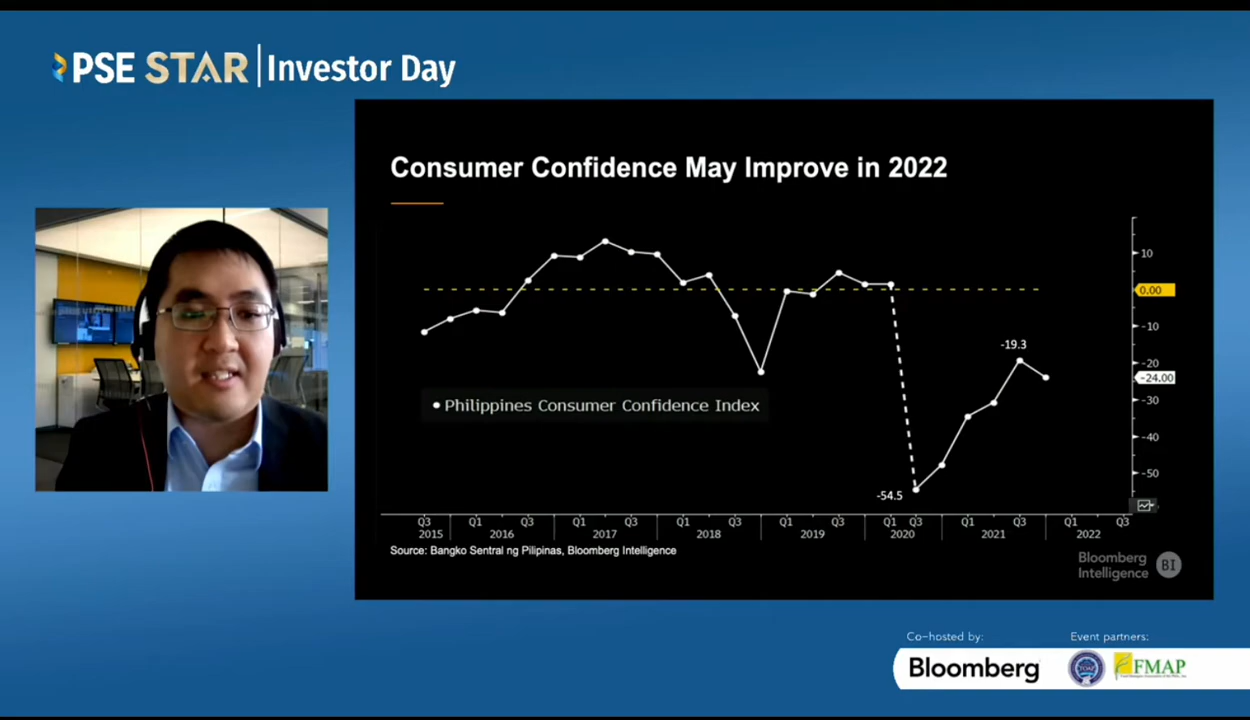 PSE STAR Investor Day
Consumer Confidence May Improve in 2022
10
0.00
-10
-19.3
-20
-24.00
-30
Philippines Consumer Confidence Index
-40
-50
-54.5
Q3 Q1 Q3 Q1 Q3 Q1 Q3 Q1 Q3 Q1 Q3 Q1 Q3 Q1 Q3
2015 2016 2017 2018 2019 2020 2021 2022
Source: Bangko Sentral ng Pilipinas, Bloomberg Intelligence
Bloomberg
Intelligence BI
Co-hosted by: Event partners:
Bloomberg FMAP